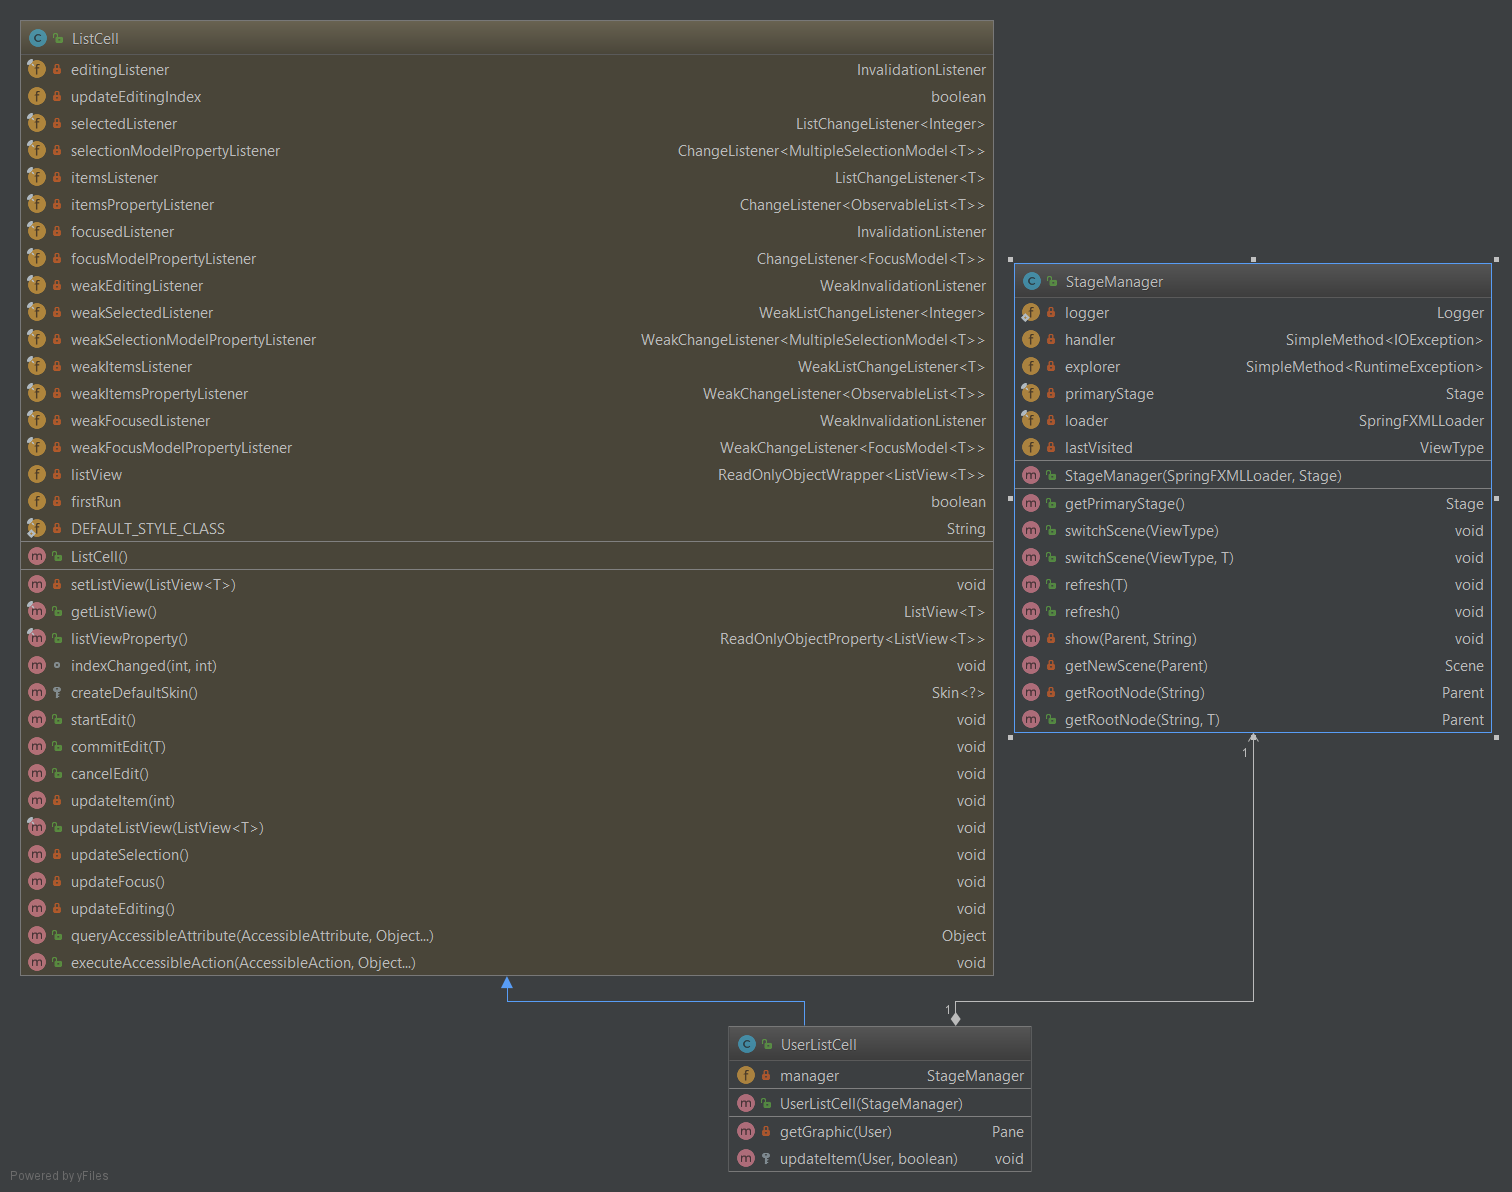 ListCell
editingListener InvalidationListener
updateEditingIndex boolean
selectedListener ListChangeListener<Integer>
selectionModelPropertyListener ChangeListener<MultipleSelectionModel<T>>
itemsListener ListChangeListener<T>
itemsPropertyListener ChangeListener<ObservableList<T>>
focusedListener InvalidationListener
focusModelPropertyListener ChangeListener<FocusModel<T>>
weakEditingListener WeakInvalidationListener
weakSelectedListener WeakListChangeListener<Integer>
weakSelectionModelPropertyListener WeakChangeListener<MultipleSelectionModel<T>>
weakItemsListener WeakListChangeListener<T>
weakItemsPropertyListener WeakChangeListener<ObservableList<T>>
weakFocusedListener WeakInvalidationListener
weakFocusModelPropertyListener WeakChangeListener<FocusModel<T>>
listView ReadOnlyObjectWrapper<ListView<T>>
firstRun boolean
DEFAULT_STYLE_CLASS String
ListCell()
setListView(ListView<T>) void
getListView() ListView<T>
listViewProperty() ReadOnlyObjectProperty<ListView<T>>
indexChanged(int, int) void
createDefaultSkin() Skin<?>
startEdit() void
commitEdit(T) void
cancelEdit() void
updateItem(int) void
updateListView(ListView<T>) void
updateSelection() void
updateFocus() void
updateEditing() void
queryAccessibleAttribute(AccessibleAttribute, Object...) Object
executeAccessibleAction(AccessibleAction, Object...) void
StageManager
logger Logger
handler SimpleMethod<IOException>
explorer SimpleMethod<RuntimeException>
primaryStage Stage
loader SpringFXMLLoader
lastVisited ViewType
StageManager(SpringFXMLLoader, Stage)
getPrimaryStage() Stage
switchScene(ViewType) void
switchScene(ViewType, T) void
refresh(T) void
refresh() void
show(Parent, String) void
getNewScene(Parent) Scene
getRootNode(String) Parent
getRootNode(String, T) Parent
1
1
UserListCell
manager StageManager
UserListCell(StageManager)
getGraphic(User) Pane
updateItem(User, boolean) void
Powered by yFiles